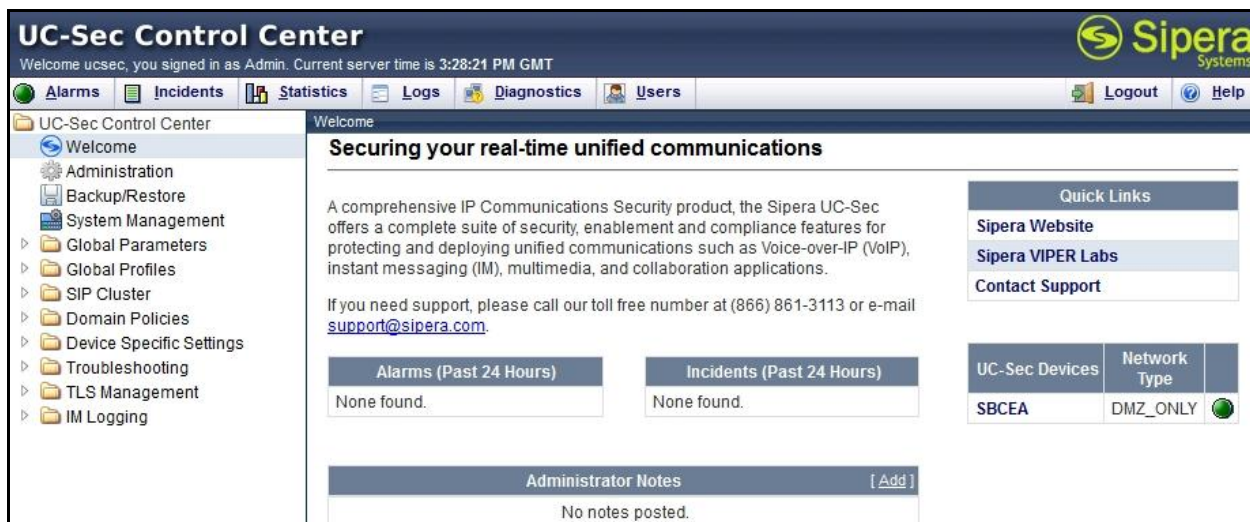 UC-Sec Control Center
Welcome ucsec, you signed in as Admin. Current server time is 3:28:21 PM GMT
Sipera
Systems
Alarms Incidents Statistics Logs Diagnostics Users Logout Help
UC-Sec Control Center
Welcome
Administration
Backup/Restore
System Management
Global Parameters
Global Profiles
SIP Cluster
Domain Policies
Device Specific Settings
Troubleshooting
TLS Management
IM Logging
Welcome
Securing your real-time unified communications
A comprehensive IP Communications Security product, the Sipera UC-Sec
offers a complete suite of security, enablement and compliance features for
protecting and deploying unified communications such as Voice-over-IP (VoIP),
instant messaging (IM), multimedia, and collaboration applications.
If you need support, please call our toll free number at (866) 861-3113 or e-mail
support@sipera.com.
Alarms (Past 24 Hours)
None found.
Incidents (Past 24 Hours)
None found.
Administrator Notes [ Add ]
No notes posted.
Quick Links
Sipera Website
Sipera VIPER Labs
Contact Support
UC-Sec Devices Network Type
SBCEA DMZ_ONLY